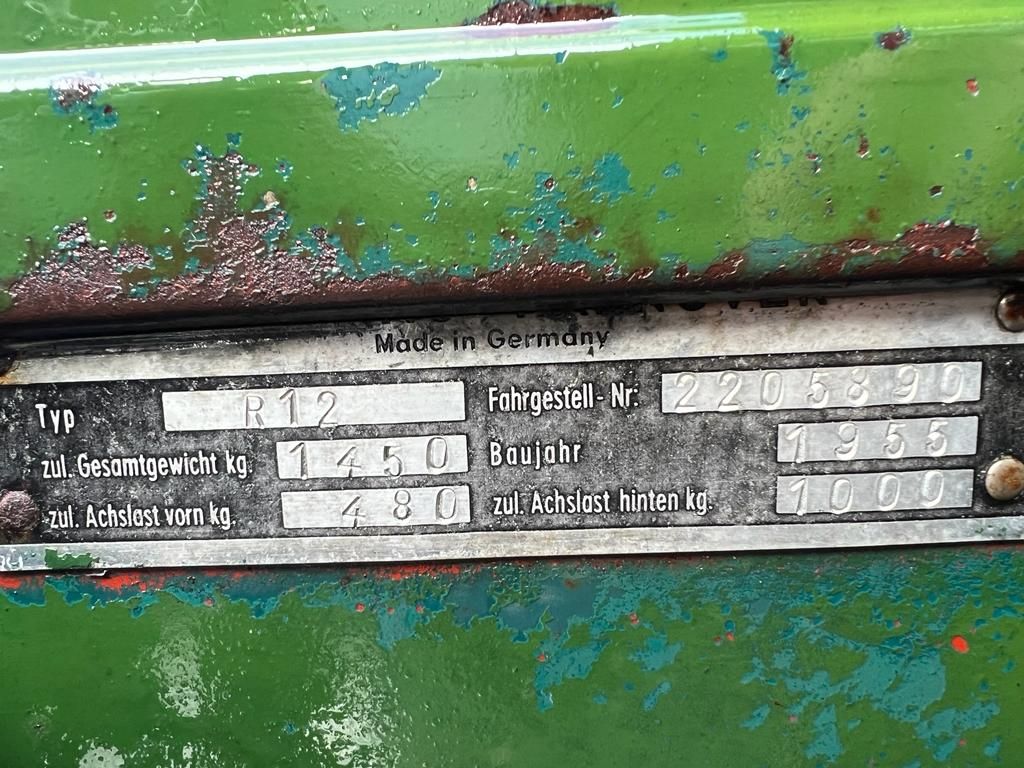 Made in Germany
Typ R12 Fahrgestell-Nr: 2205890
zul. Gesamtgewicht kg. 1450 Baujahr 1955
zul. Achslast vorn kg. 480 zul. Achslast hinten kg. 1000